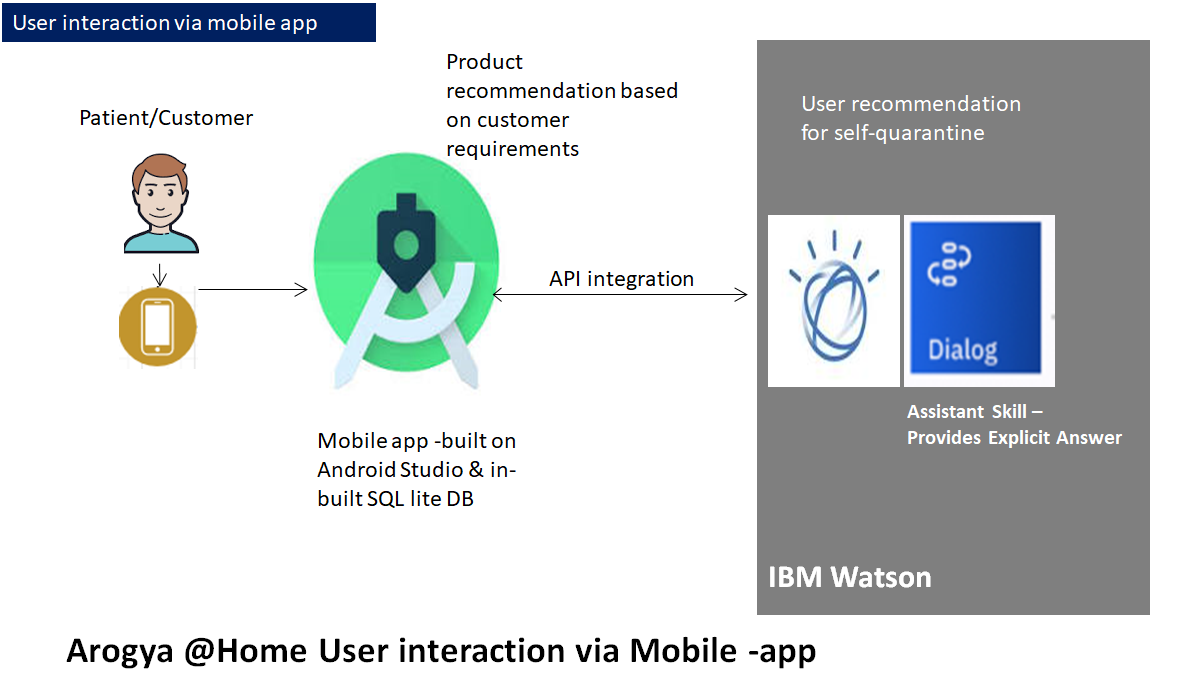 User interaction via mobile app
Patient/Customer
Product
recommendation based
on customer
requirements
API integration
Mobile app -built on
Android Studio & in-
built SQL lite DB
User recommendation
for self-quarantine
Dialog
Assistant Skill –
Provides Explicit Answer
IBM Watson
Arogya @Home User interaction via Mobile -app